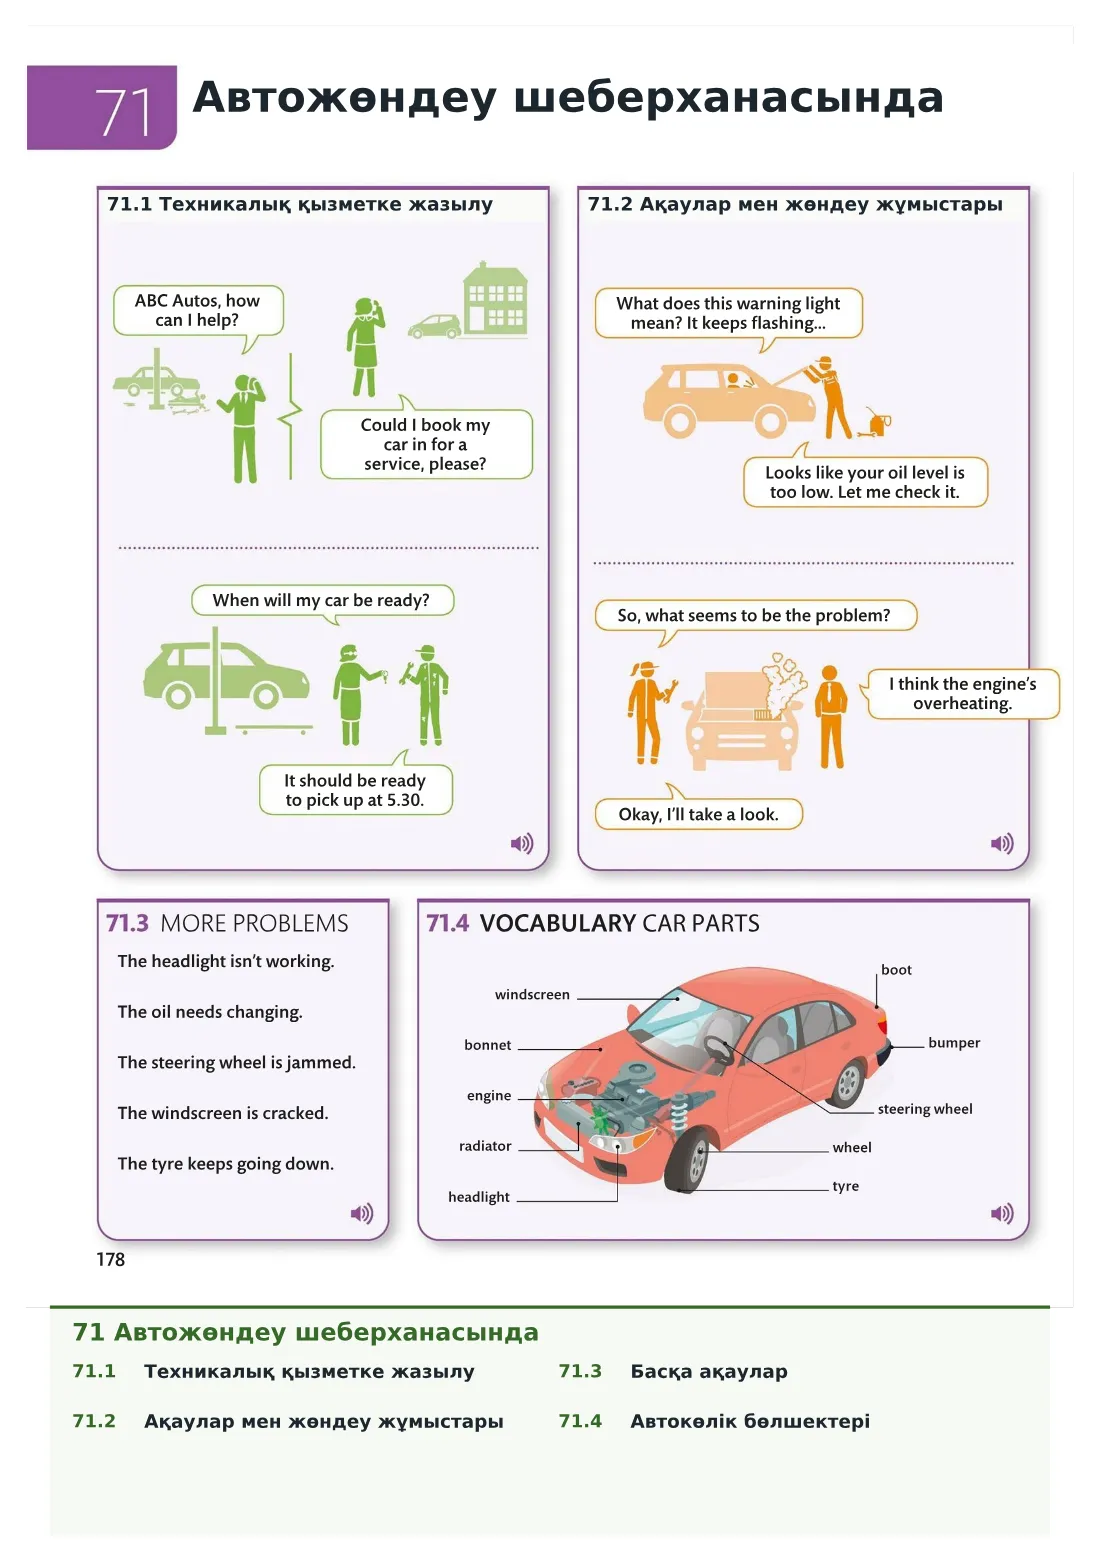 71
Автожөндеу шеберханасында
71.1 Техникалық қызметке жазылу
ABC Autos, how
can I help?
Could I book my
car in for a
service, please?
When will my car be ready?
It should be ready
to pick up at 5.30.
71.2 Ақаулар мен жөндеу жұмыстары
What does this warning light
mean? It keeps flashing...
Looks like your oil level is
too low. Let me check it.
So, what seems to be the problem?
I think the engine’s
overheating.
Okay, I’ll take a look.
71.3 MORE PROBLEMS
The headlight isn’t working.
The oil needs changing.
The steering wheel is jammed.
The windscreen is cracked.
The tyre keeps going down.
71.4 VOCABULARY CAR PARTS
windscreen
bonnet
engine
radiator
headlight
boot
bumper
steering wheel
wheel
tyre
178
71 Автожөндеу шеберханасында
71.1 Техникалық қызметке жазылу
71.2 Ақаулар мен жөндеу жұмыстары
71.3 Басқа ақаулар
71.4 Автокөлік бөлшектері